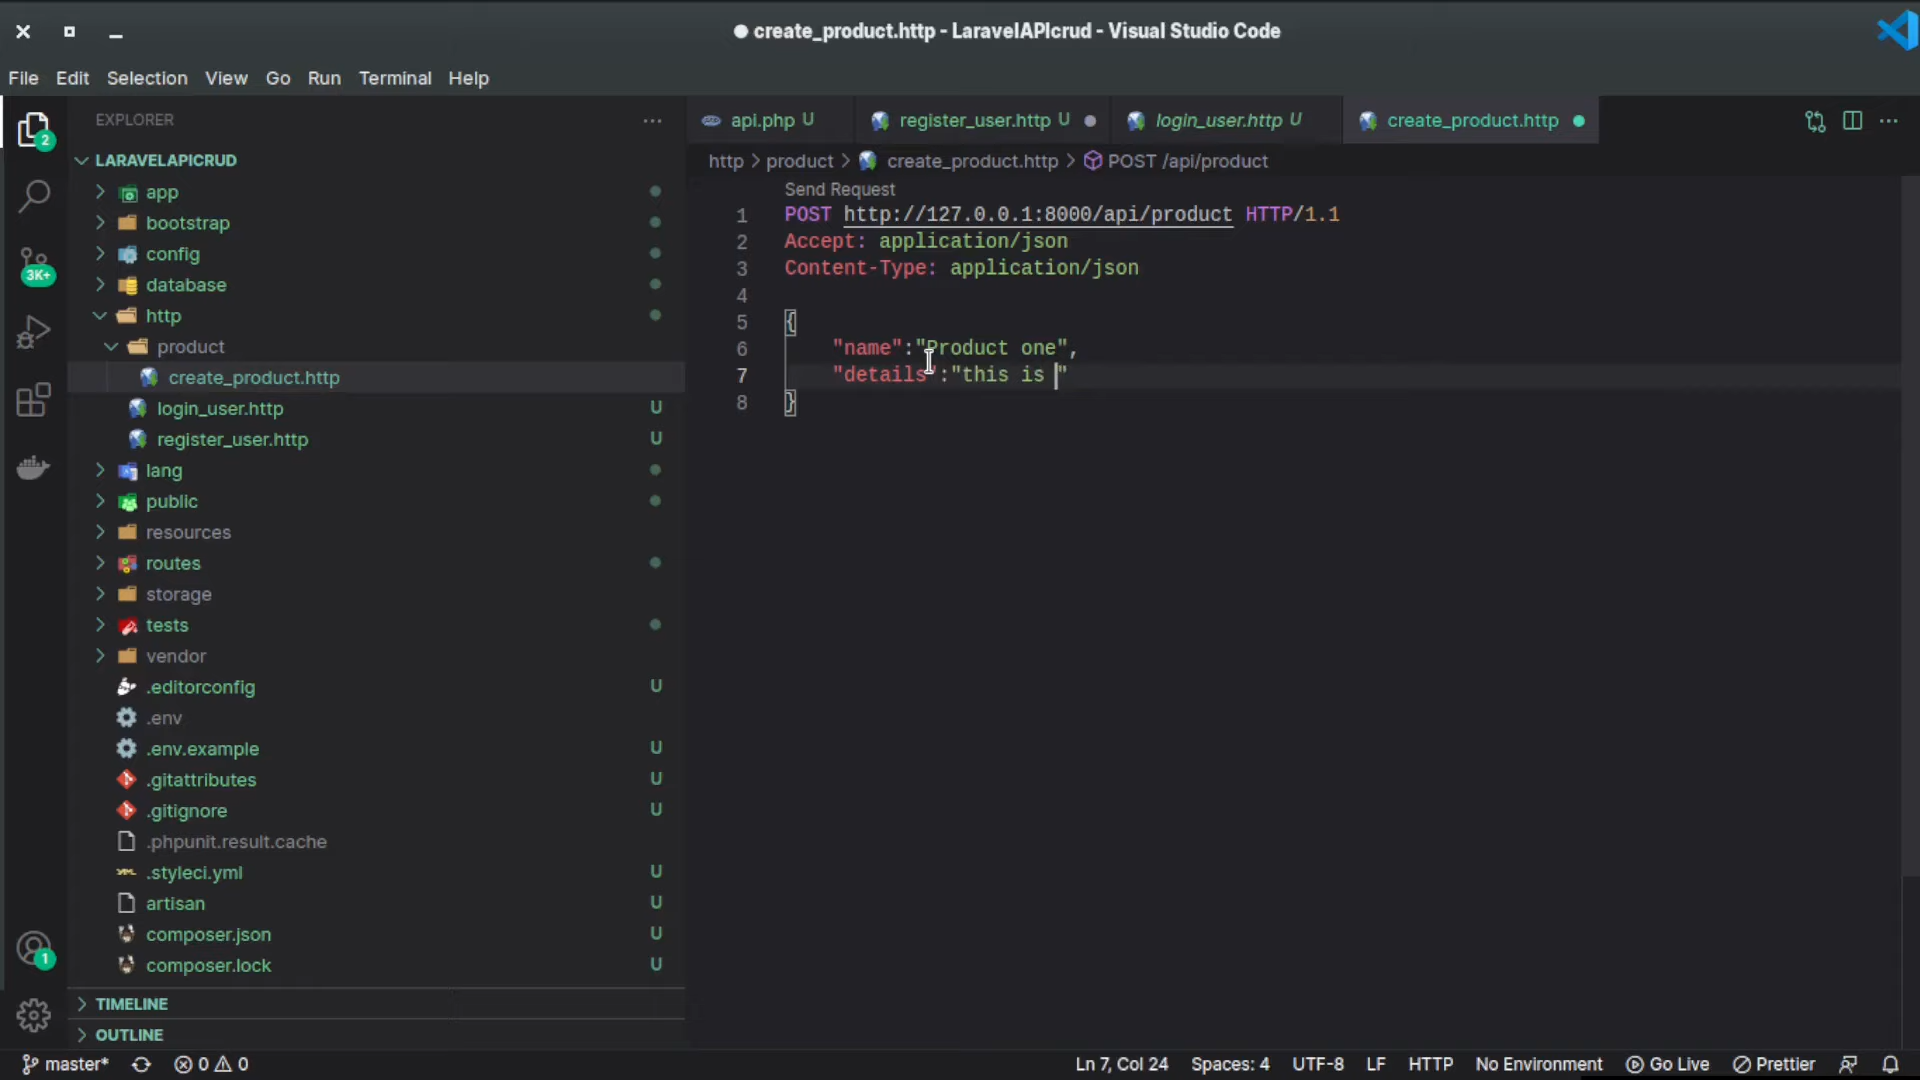 create_product.http - LaravelAPIcrud - Visual Studio Code
File Edit Selection View Go Run Terminal Help
EXPLORER
api.php U register_user.http U login_user.http U create_product.http
2
LARAVELAPICRUD
http > product > create_product.http > POST /api/product
app
bootstrap
config
database
http
product
create_product.http
login_user.http U
register_user.http U
lang
public
resources
routes
storage
tests
vendor
.editorconfig U
.env
.env.example U
.gitattributes U
.gitignore U
.phpunit.result.cache
.styleci.yml U
artisan U
composer.json U
composer.lock U
TIMELINE
OUTLINE
3K+
1
Send Request
1 POST http://127.0.0.1:8000/api/product HTTP/1.1
2 Accept: application/json
3 Content-Type: application/json
4
5 {
6 "name":"Product one",
7 "details":"this is "
8 }
master* 0 0 Ln 7, Col 24 Spaces: 4 UTF-8 LF HTTP No Environment Go Live Prettier